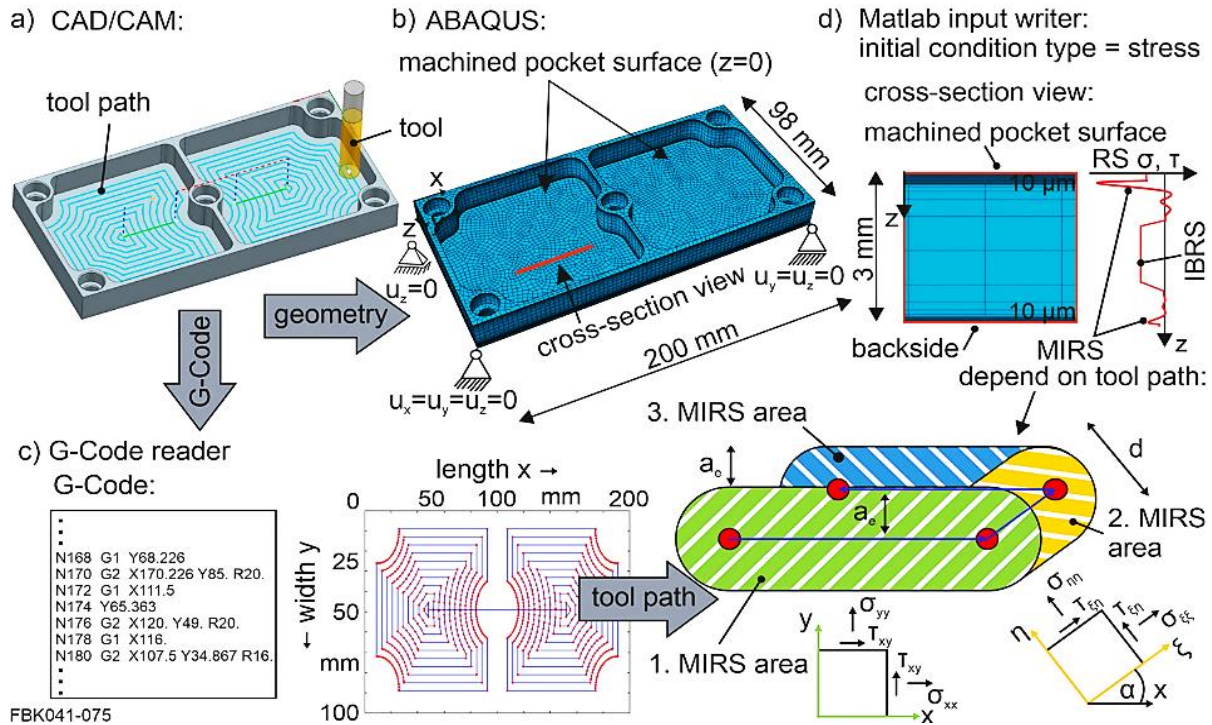 a) CAD/CAM:
tool path
tool
b) ABAQUS:
machined pocket surface (z=0)
98 mm
x
z
u_z=0
u_y=u_z=0
cross-section view
200 mm
u_x=u_y=u_z=0
geometry
G-Code
d) Matlab input writer:
initial condition type = stress
cross-section view:
machined pocket surface
RS σ, τ
10 µm
z
3 mm
IBRS
10 µm
backside
MIRS
z
depend on tool path:
c) G-Code reader
G-Code:
N168 G1 Y68.226
N170 G2 X170.226 Y85. R20.
N172 G1 X111.5
N174 Y65.363
N176 G2 X120. Y49. R20.
N178 G1 X116.
N180 G2 X107.5 Y34.867 R16.
FBK041-075
length x →
0 50 100 mm 200
25
50
mm
100
← width y
tool path
3. MIRS area
a_e
a_e
d
2. MIRS
area
1. MIRS area
y
σ_yy
τ_xy
τ_xy
σ_xx
x
σ_ηη
τ_ξη
τ_ξη
σ_ξξ
η
ξ
α
x